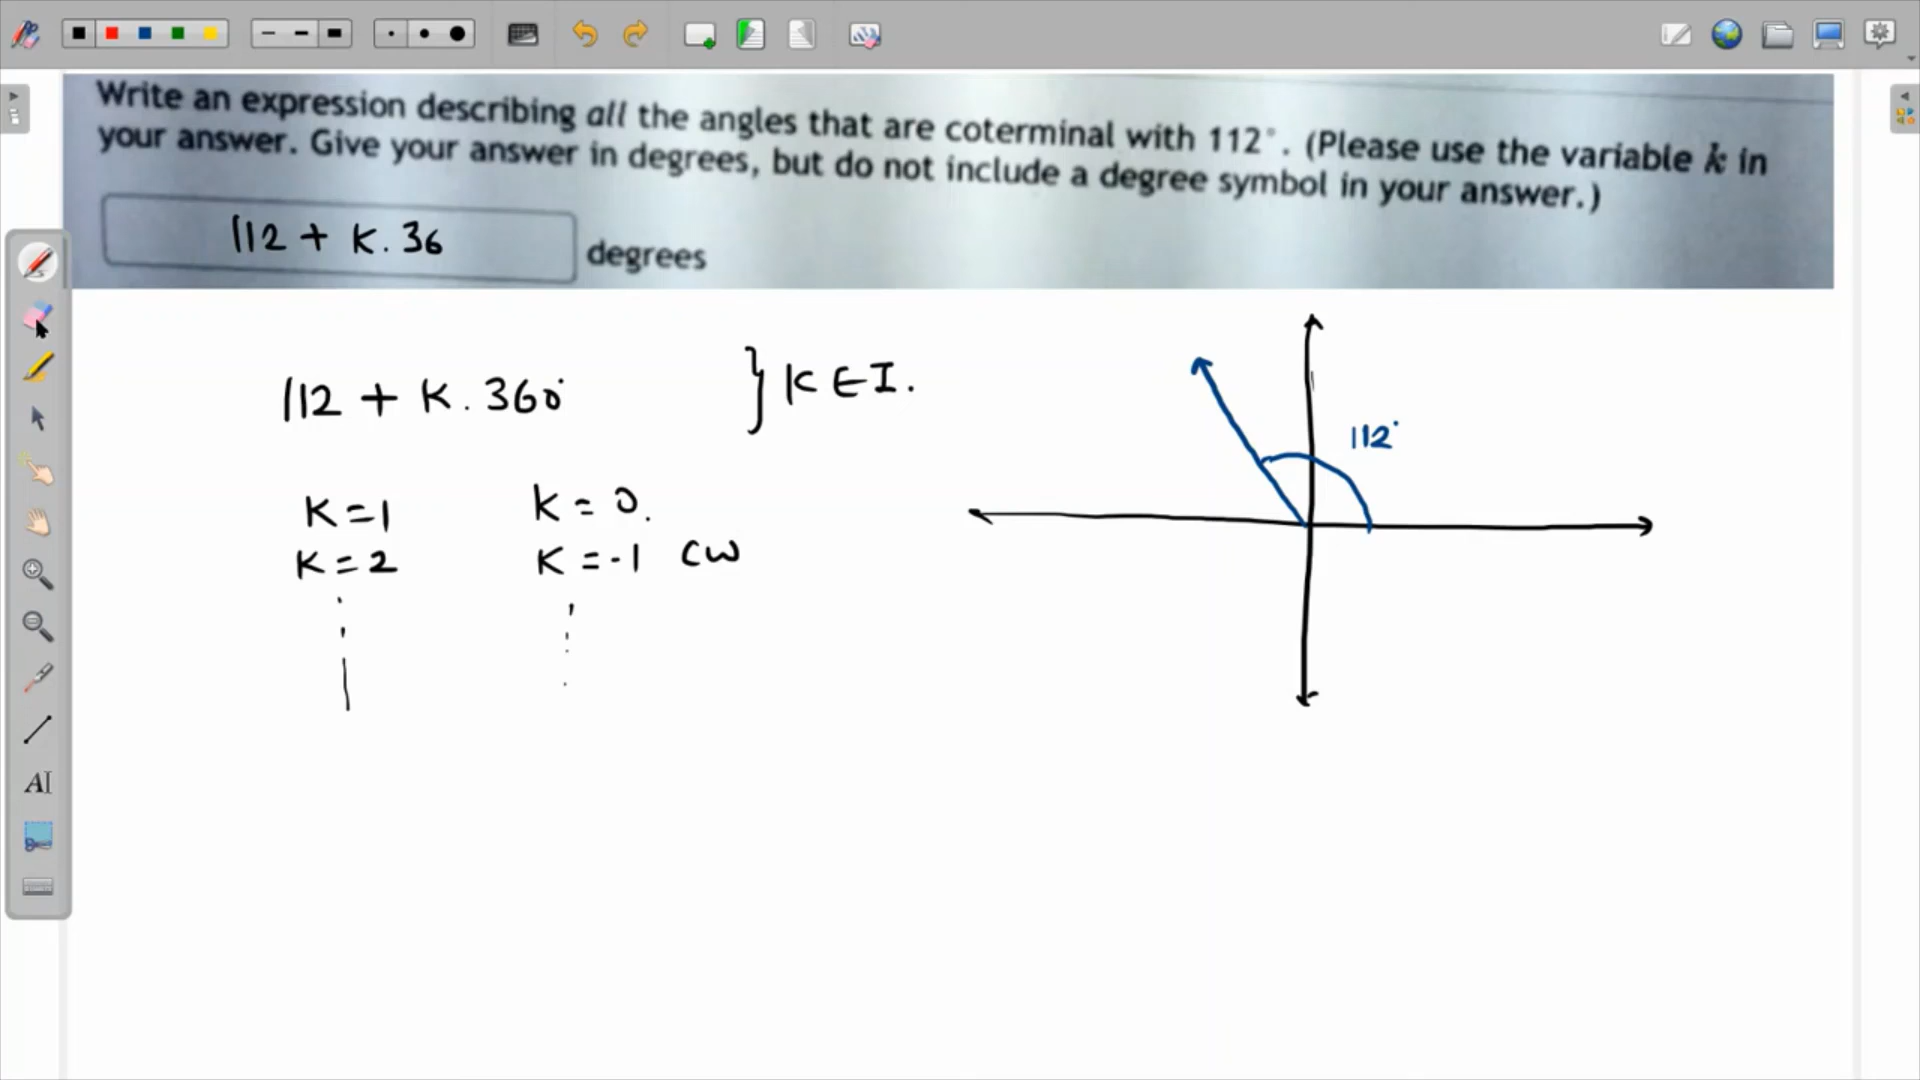 Write an expression describing all the angles that are coterminal with 112°. (Please use the variable k in
your answer. Give your answer in degrees, but do not include a degree symbol in your answer.)
112 + K . 36
degrees
112 + K . 360° } K ∈ I .
112°
K = 1
K = 0 .
K = 2
K = -1 CW
AI